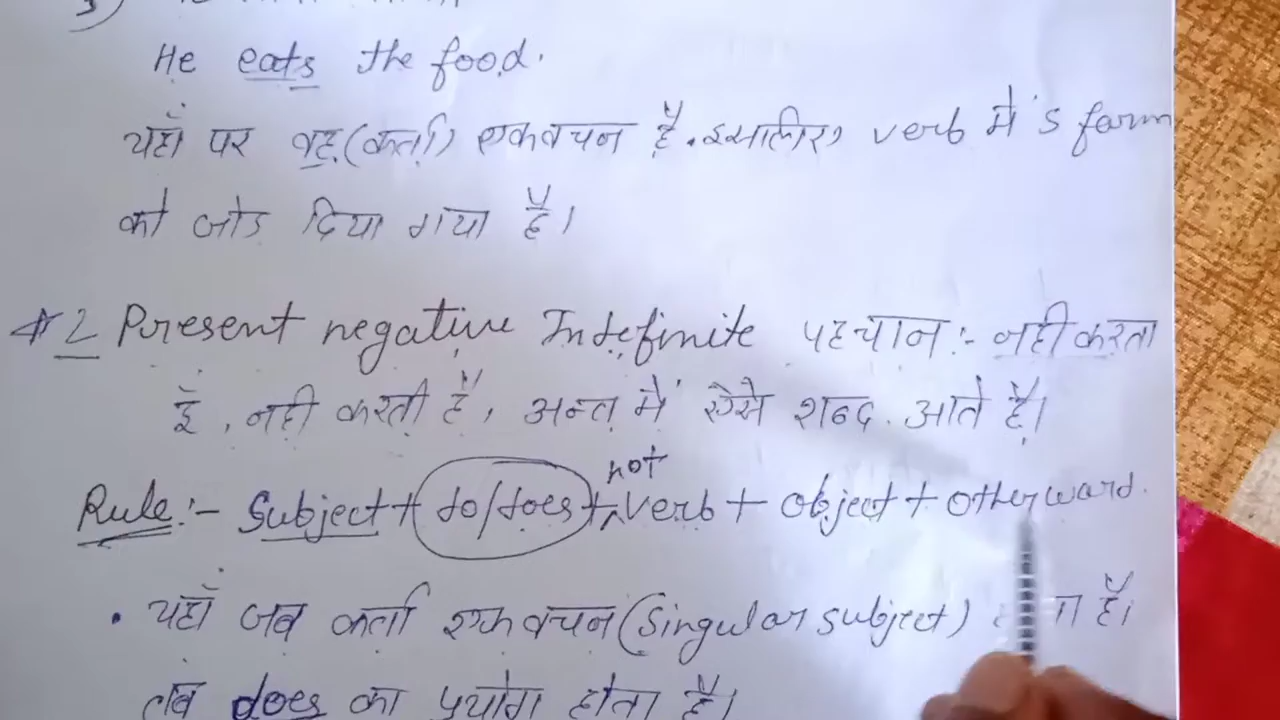 He eats the food.
यहाँ पर वह (कर्ता) एकवचन है. इसलिए verb में 's form
को जोड दिया गया है।
#2 Present negative Indefinite पहचान :- नही करता
है, नही करती है, अन्त में ऐसे शब्द आते है।
not
Rule :- Subject + do/does + verb + object + other ward.
• यहाँ जब कर्ता एकवचन (Singular subject) है।
तब does का प्रयोग होता है।